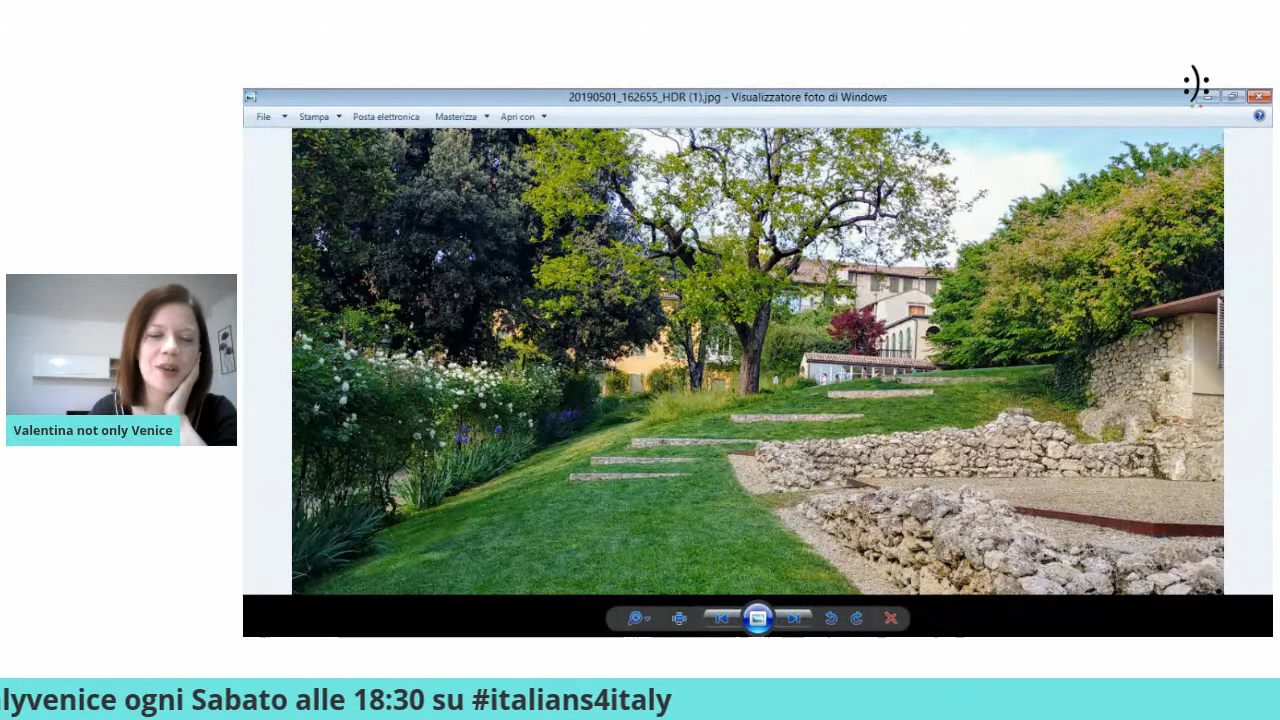 20190501_162655_HDR (1).jpg - Visualizzatore foto di Windows
File Stampa Posta elettronica Masterizza Apri con
Valentina not only Venice
lyvenice ogni Sabato alle 18:30 su #italians4italy